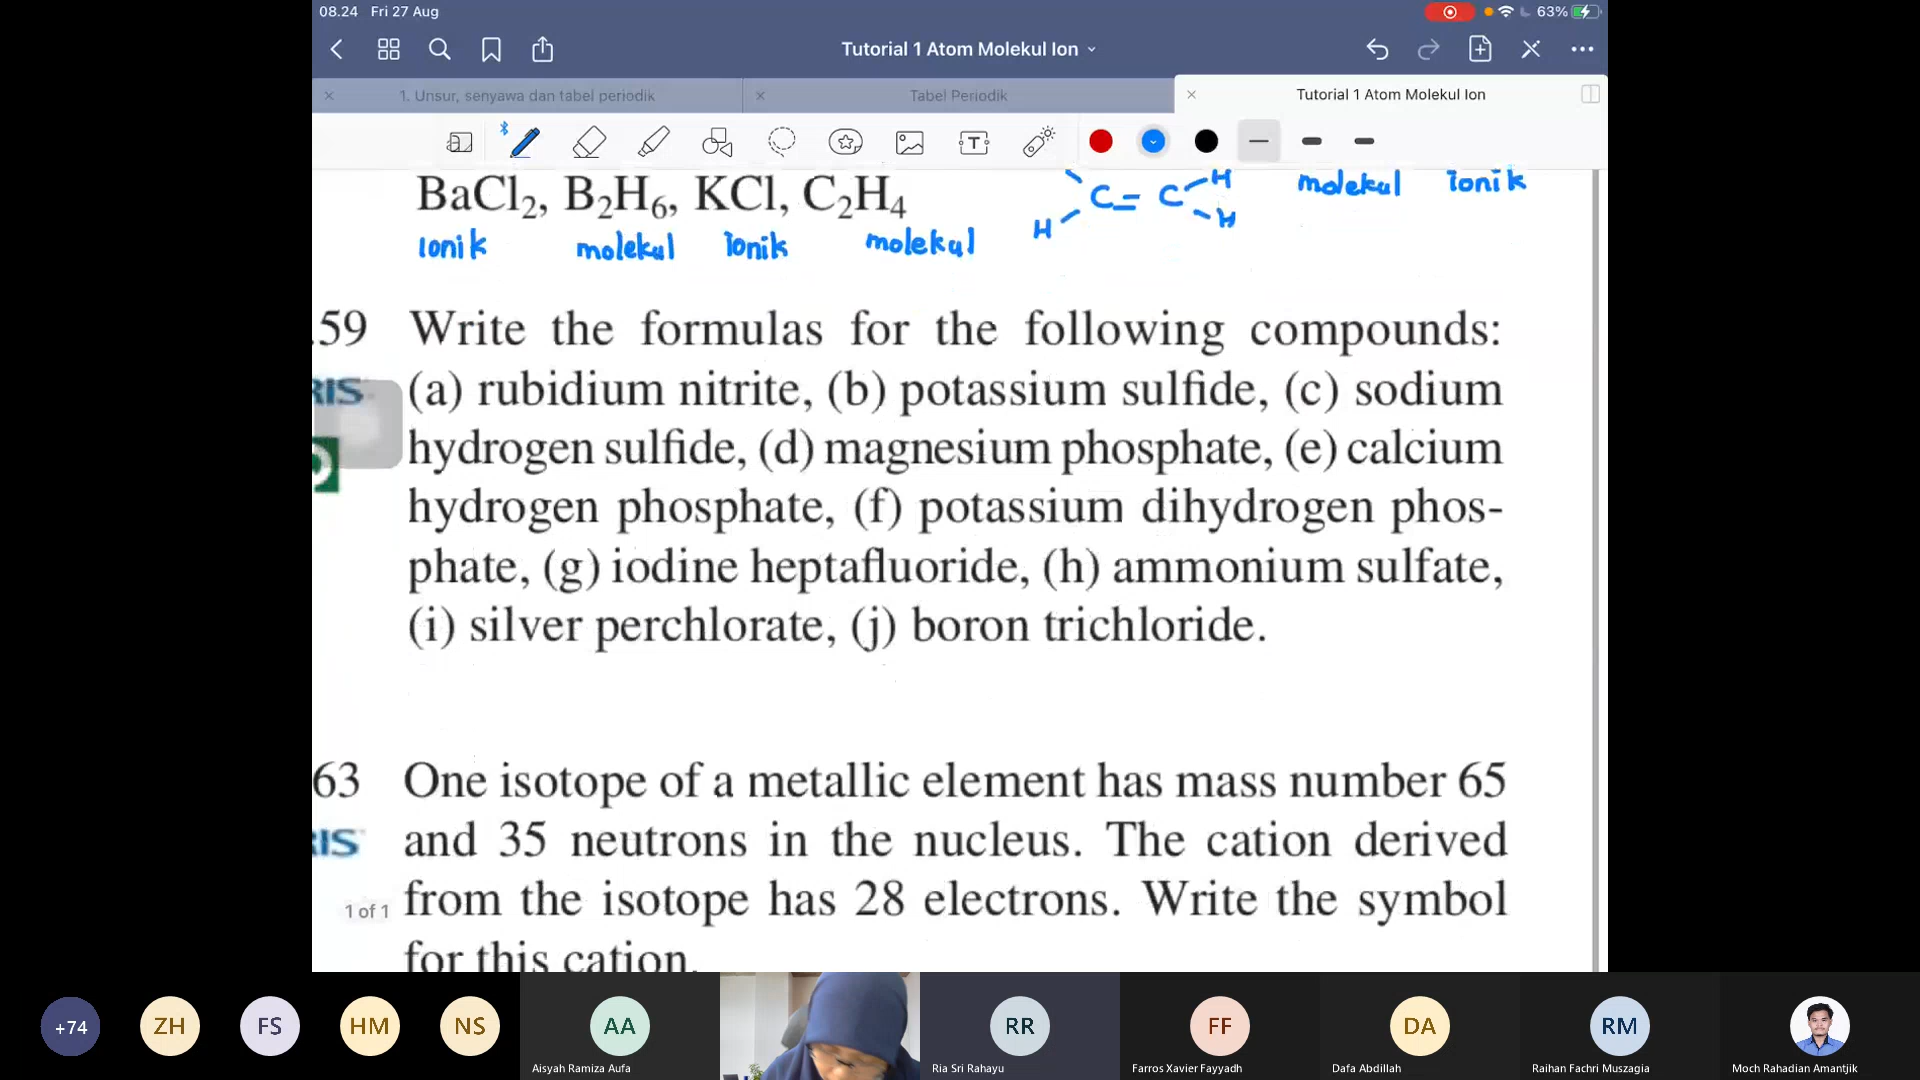 08.24 Fri 27 Aug
63%
Tutorial 1 Atom Molekul Ion
1. Unsur, senyawa dan tabel periodik
Tabel Periodik
Tutorial 1 Atom Molekul Ion
T
BaCl₂, B₂H₆, KCl, C₂H₄
ionik molekul ionik molekul
C = C H
H H
molekul ionik
.59 Write the formulas for the following compounds:
RIS (a) rubidium nitrite, (b) potassium sulfide, (c) sodium
hydrogen sulfide, (d) magnesium phosphate, (e) calcium
hydrogen phosphate, (f) potassium dihydrogen phos-
phate, (g) iodine heptafluoride, (h) ammonium sulfate,
(i) silver perchlorate, (j) boron trichloride.
63 One isotope of a metallic element has mass number 65
RIS and 35 neutrons in the nucleus. The cation derived
1 of 1 from the isotope has 28 electrons. Write the symbol
for this cation.
+74
ZH
FS
HM
NS
AA
RR
FF
DA
RM
Aisyah Ramiza Aufa
Ria Sri Rahayu
Farros Xavier Fayyadh
Dafa Abdillah
Raihan Fachri Muszagia
Moch Rahadian Amantjik